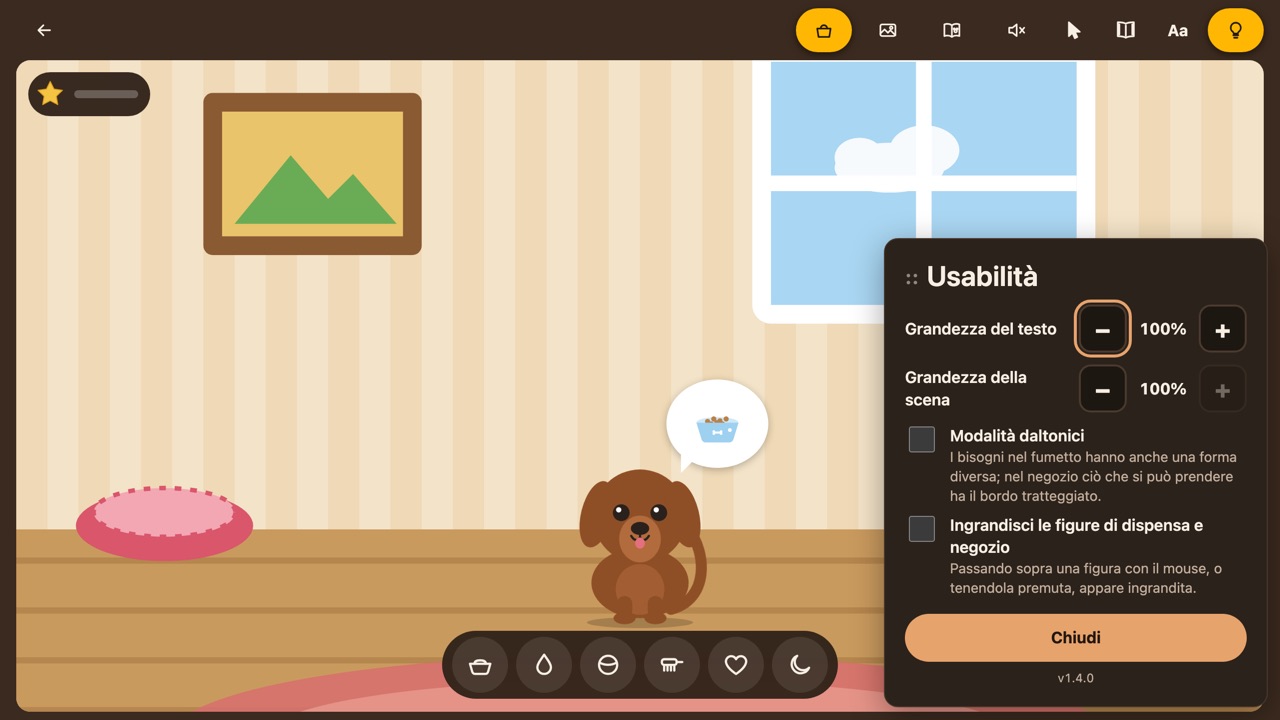 Aa
Usabilità
Grandezza del testo
− 100% +
Grandezza della
scena
− 100% +
Modalità daltonici
I bisogni nel fumetto hanno anche una forma
diversa; nel negozio ciò che si può prendere
ha il bordo tratteggiato.
Ingrandisci le figure di dispensa e
negozio
Passando sopra una figura con il mouse, o
tenendola premuta, appare ingrandita.
Chiudi
v1.4.0